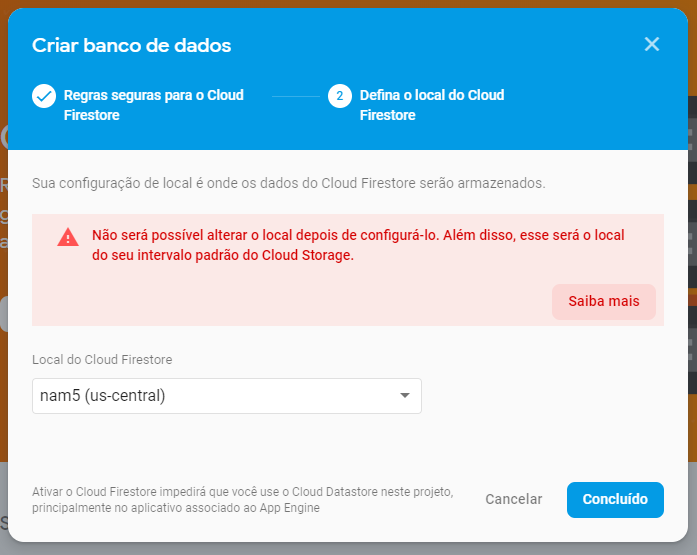 Criar banco de dados
Regras seguras para o Cloud
Firestore
2
Defina o local do Cloud
Firestore
Sua configuração de local é onde os dados do Cloud Firestore serão armazenados.
Não será possível alterar o local depois de configurá-lo. Além disso, esse será o local
do seu intervalo padrão do Cloud Storage.
Saiba mais
Local do Cloud Firestore
nam5 (us-central)
Ativar o Cloud Firestore impedirá que você use o Cloud Datastore neste projeto,
principalmente no aplicativo associado ao App Engine
Cancelar
Concluído